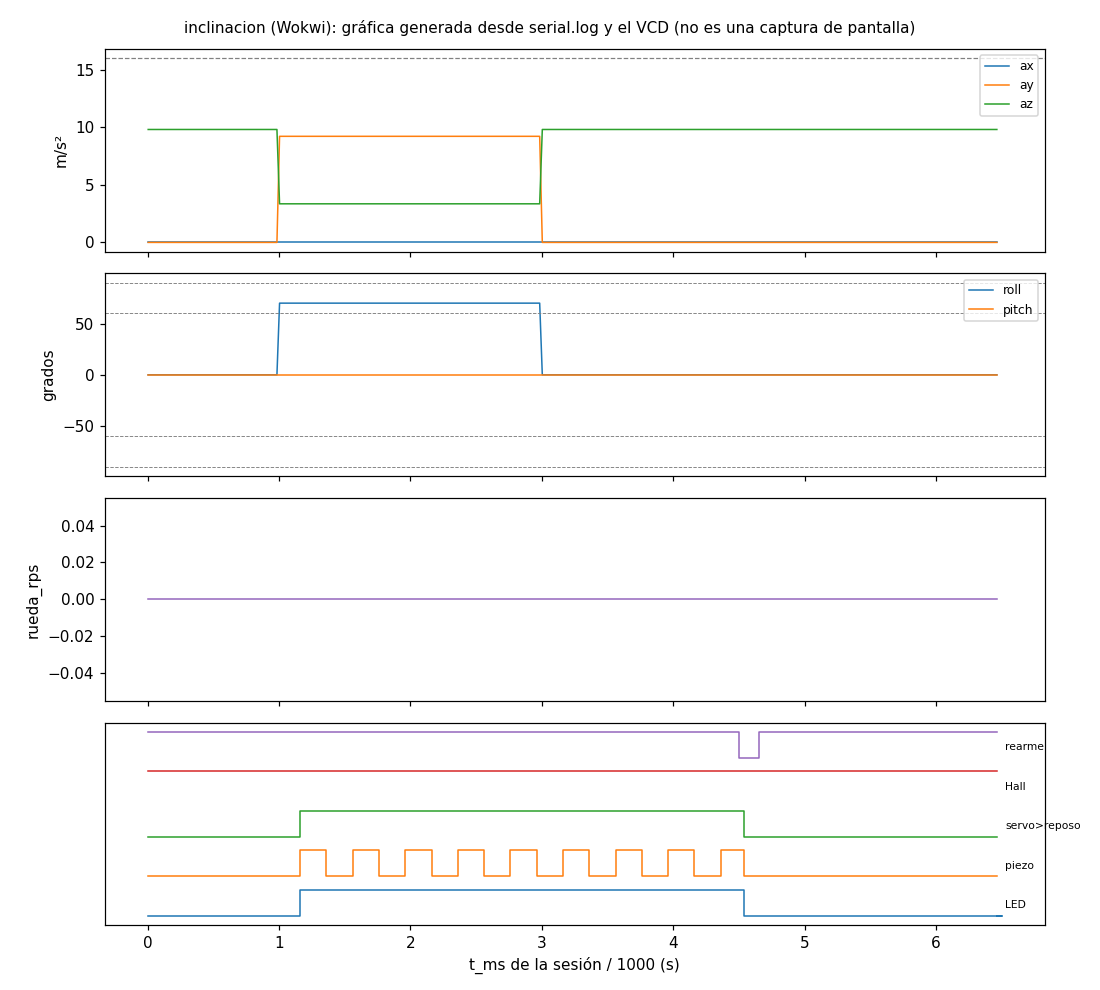 inclinacion (Wokwi): gráfica generada desde serial.log y el VCD (no es una captura de pantalla)
15
10
5
0
m/s²
ax
ay
az
50
0
−50
grados
roll
pitch
0.04
0.02
0.00
−0.02
−0.04
rueda_rps
rearme
Hall
servo>reposo
piezo
LED
0 1 2 3 4 5 6
t_ms de la sesión / 1000 (s)